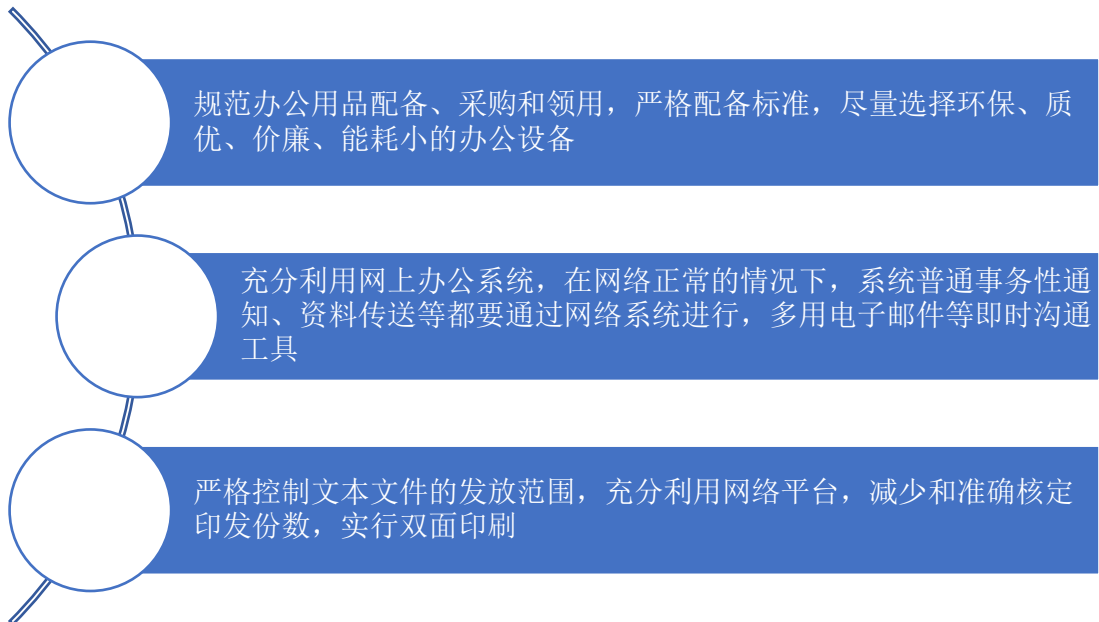 规范办公用品配备、采购和领用，严格配备标准，尽量选择环保、质
优、价廉、能耗小的办公设备
充分利用网上办公系统，在网络正常的情况下，系统普通事务性通
知、资料传送等都要通过网络系统进行，多用电子邮件等即时沟通
工具
严格控制文本文件的发放范围，充分利用网络平台，减少和准确核定
印发份数，实行双面印刷